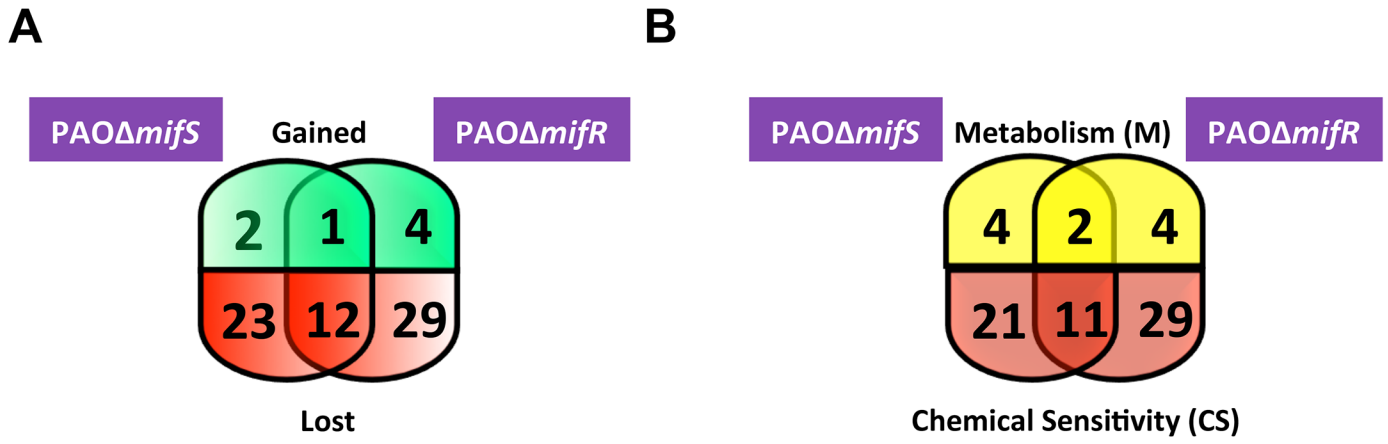 A
B
PAOΔmifS
Gained
PAOΔmifR
PAOΔmifS
Metabolism (M)
PAOΔmifR
2
1
4
4
2
4
23
12
29
21
11
29
Lost
Chemical Sensitivity (CS)